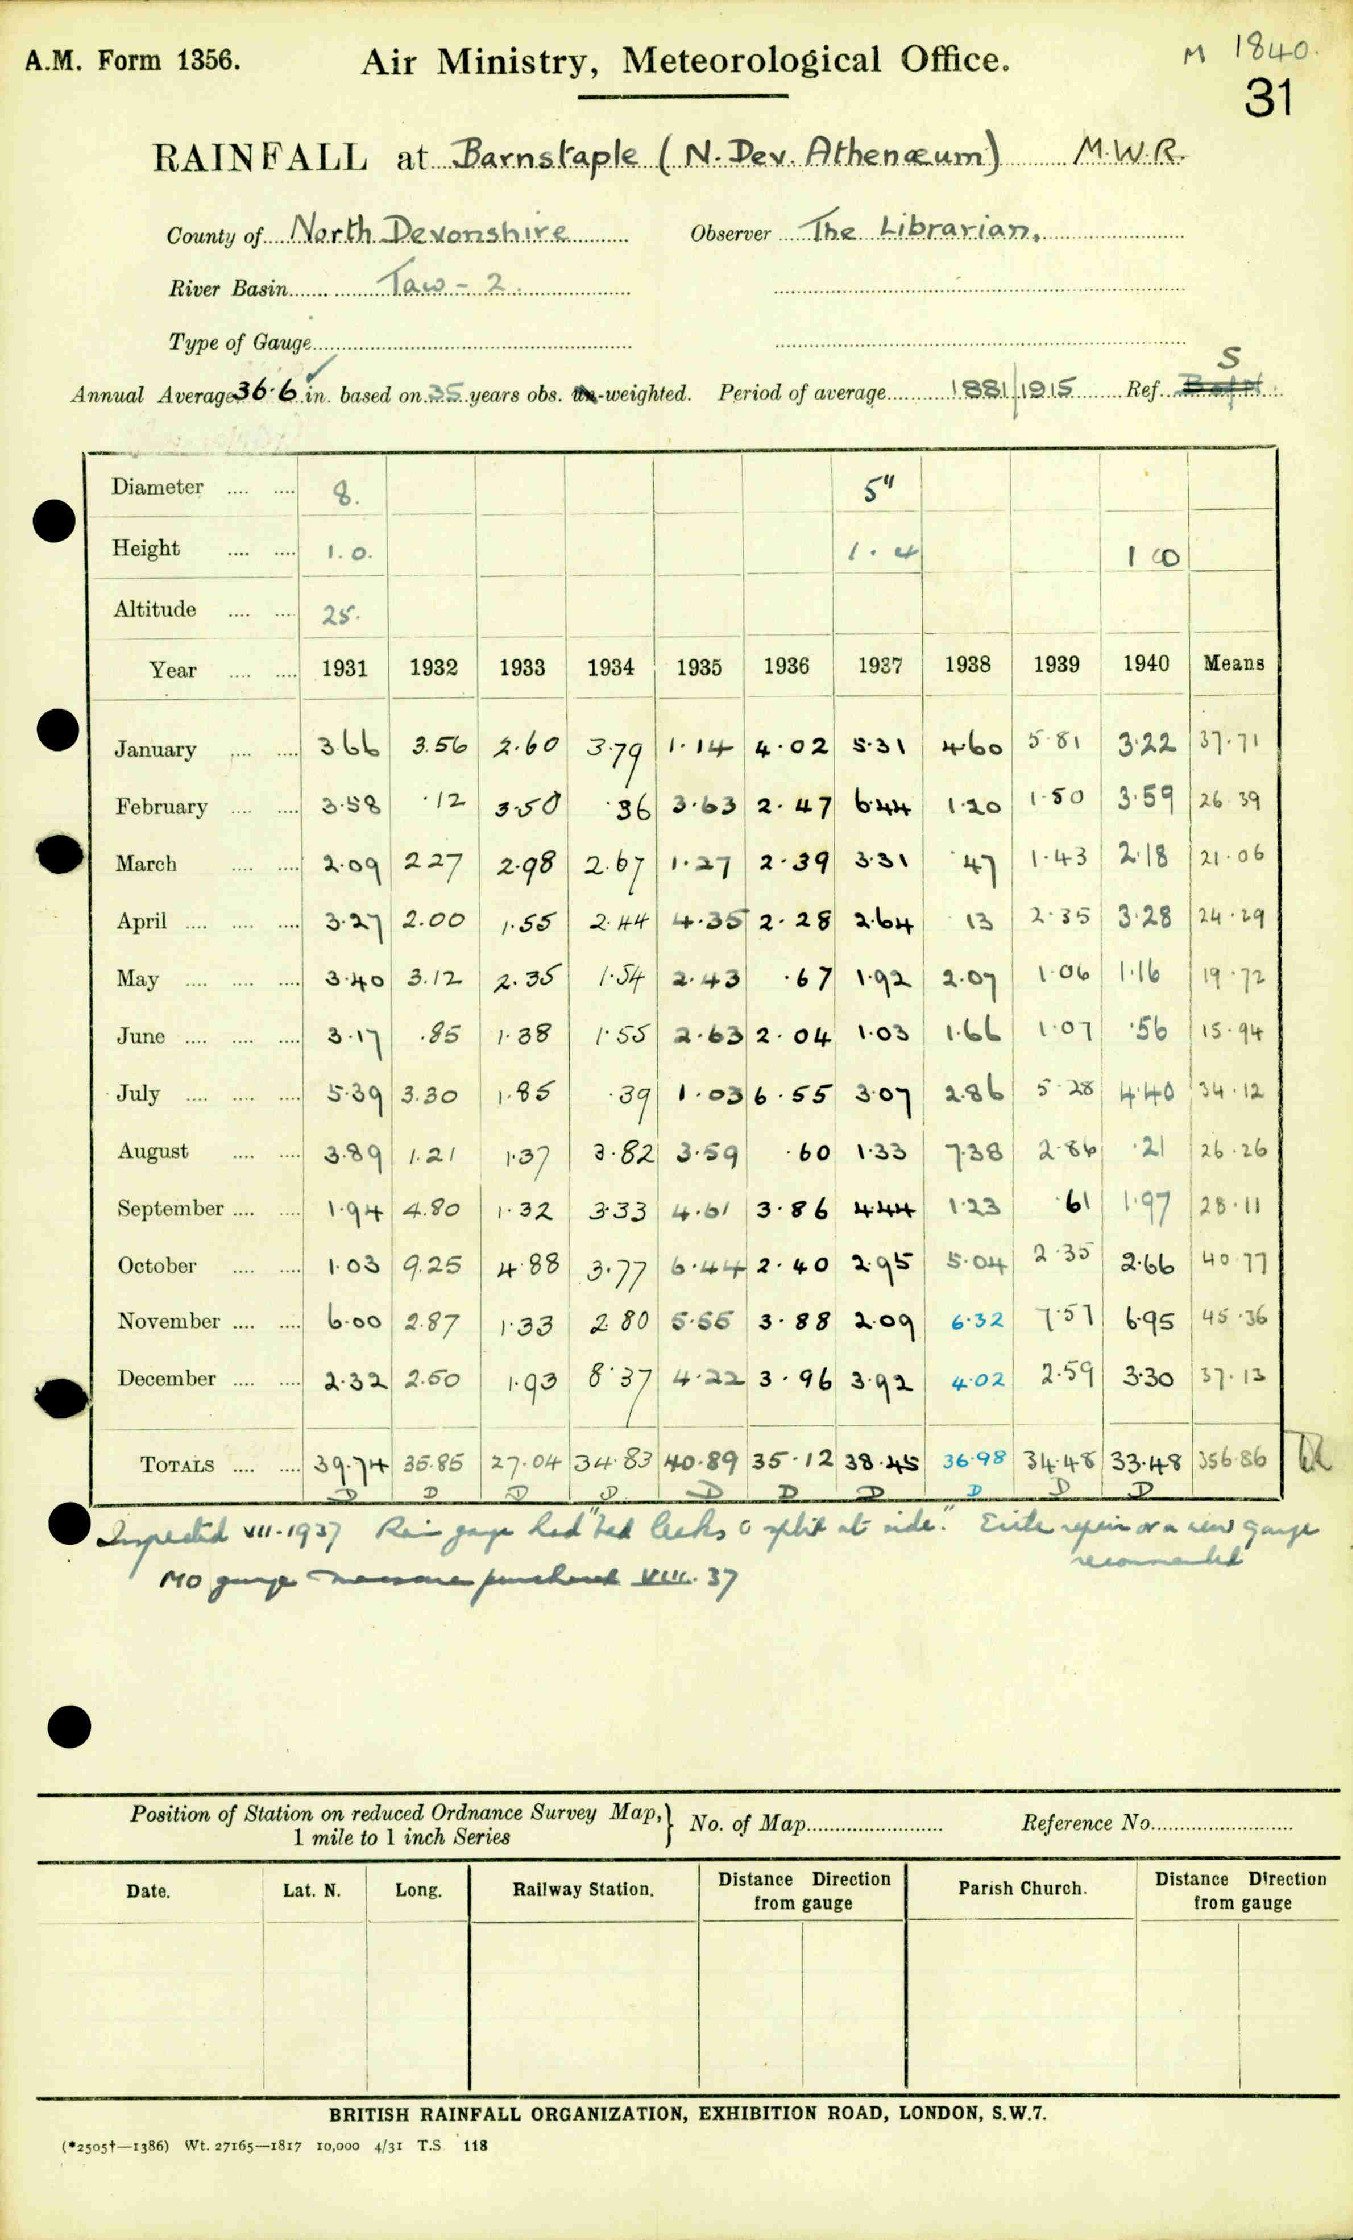 A.M. Form 1356.
Air Ministry, Meteorological Office.
M 1840.
31
RAINFALL at Barnstaple (N. Dev. Athenæum) M.W.R.
County of North Devonshire Observer The Librarian.
River Basin Taw - 2.
Type of Gauge
Annual Average 36.6 in. based on 35 years obs. -weighted. Period of average 1881/1915 Ref. S
Diameter 8. 5"
Height 1.0. 1.4 1 0
Altitude 25.
Year 1931 1932 1933 1934 1935 1936 1937 1938 1939 1940 Means
January 3.66 3.56 2.60 3.79 1.14 4.02 5.31 4.60 5.81 3.22 37.71
February 3.58 .12 3.50 .36 3.63 2.47 6.44 1.20 1.50 3.59 26.39
March 2.09 2.27 2.98 2.67 1.27 2.39 3.31 .47 1.43 2.18 21.06
April 3.27 2.00 1.55 2.44 4.35 2.28 2.64 .13 2.35 3.28 24.29
May 3.40 3.12 2.35 1.54 2.43 .67 1.92 2.07 1.06 1.16 19.72
June 3.17 .85 1.38 1.55 2.63 2.04 1.03 1.66 1.07 .56 15.94
July 5.39 3.30 1.85 .39 1.03 6.55 3.07 2.86 5.28 4.40 34.12
August 3.89 1.21 1.37 3.82 3.59 .60 1.33 7.38 2.86 .21 26.26
September 1.94 4.80 1.32 3.33 4.61 3.86 4.44 1.23 .61 1.97 28.11
October 1.03 9.25 4.88 3.77 6.44 2.40 2.95 5.04 2.35 2.66 40.77
November 6.00 2.87 1.33 2.80 5.55 3.88 2.09 6.32 7.57 6.95 45.36
December 2.32 2.50 1.93 8.37 4.22 3.96 3.92 4.02 2.59 3.30 37.13
TOTALS 39.74 35.85 27.04 34.83 40.89 35.12 38.45 36.98 34.48 33.48 356.86
D D D D D D D D D D
Inspected VII-1937 Rain gauge had "bad leaks & split at side." Either repair or a new gauge
recommended
MO gauge measure purchased VIII. 37
Position of Station on reduced Ordnance Survey Map, } No. of Map Reference No.
1 mile to 1 inch Series
Date. Lat. N. Long. Railway Station. Distance Direction from gauge Parish Church. Distance Direction from gauge
BRITISH RAINFALL ORGANIZATION, EXHIBITION ROAD, LONDON, S.W.7.
(*2505†—1386) Wt. 27165—1817 10,000 4/31 T.S. 118